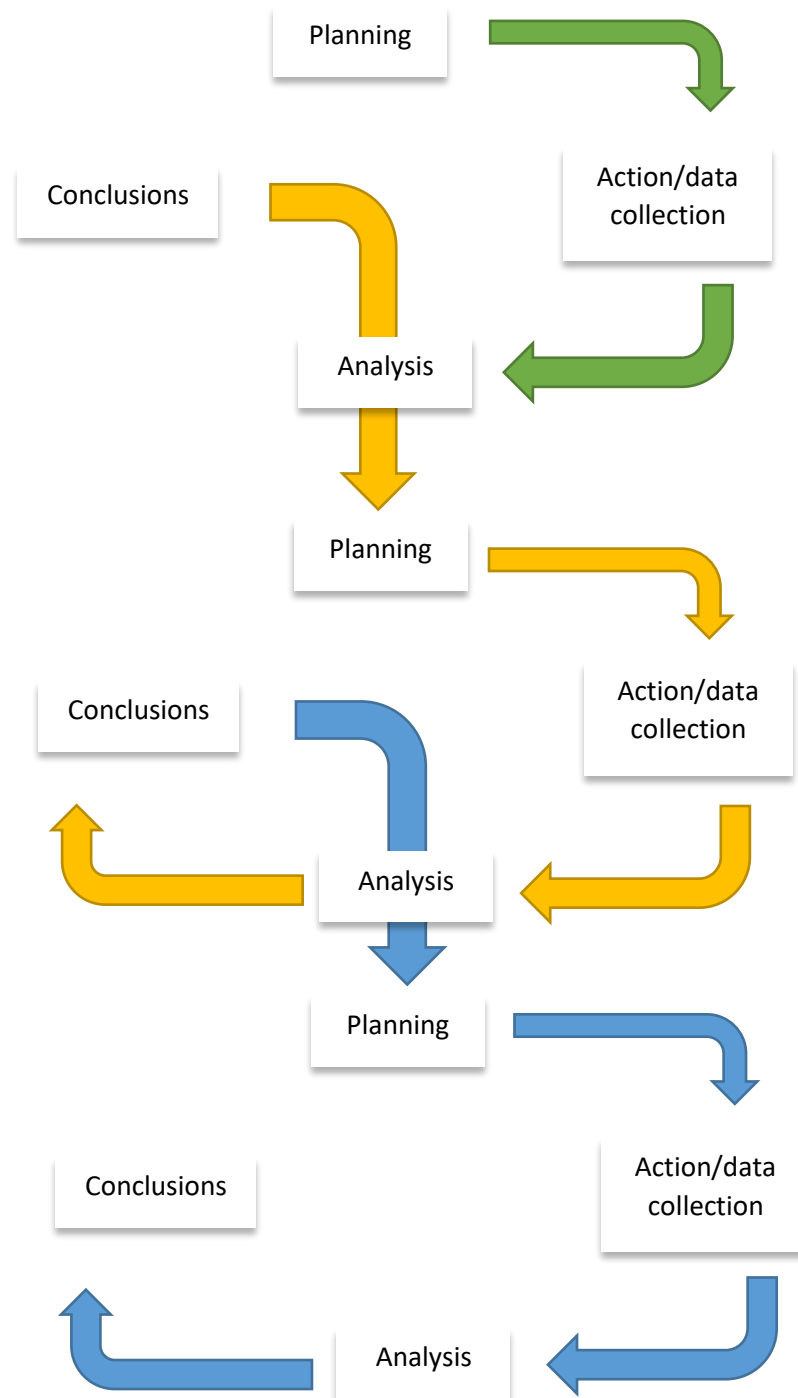 Planning
Action/data
collection
Conclusions
Analysis
Planning
Action/data
collection
Conclusions
Analysis
Planning
Action/data
collection
Conclusions
Analysis